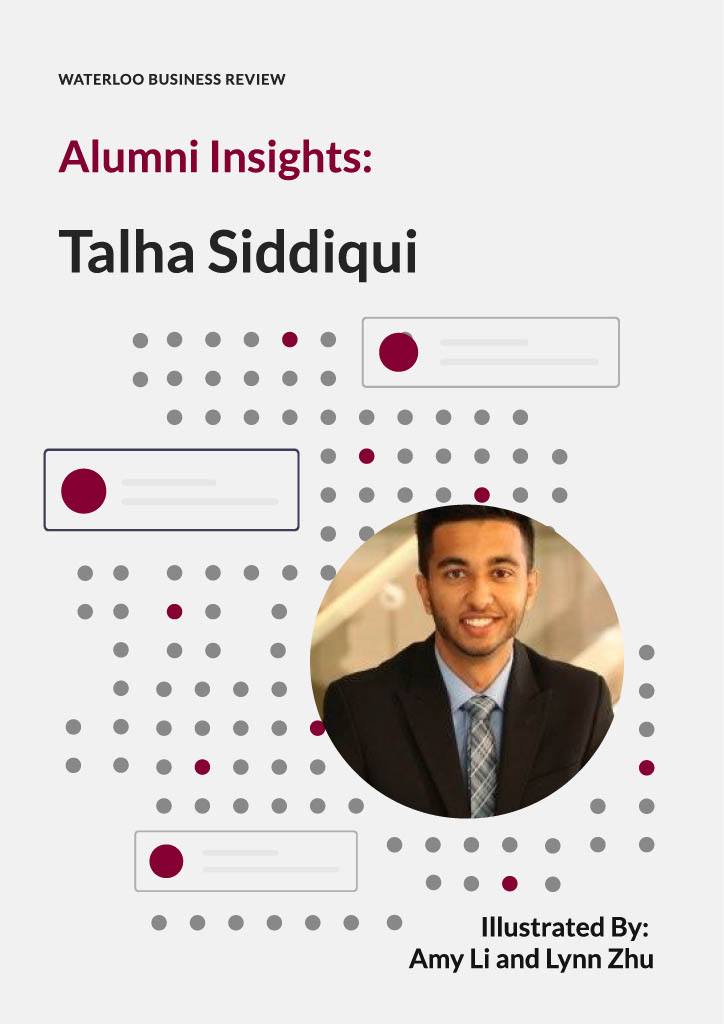 WATERLOO BUSINESS REVIEW
Alumni Insights:
Talha Siddiqui
Illustrated By:
Amy Li and Lynn Zhu